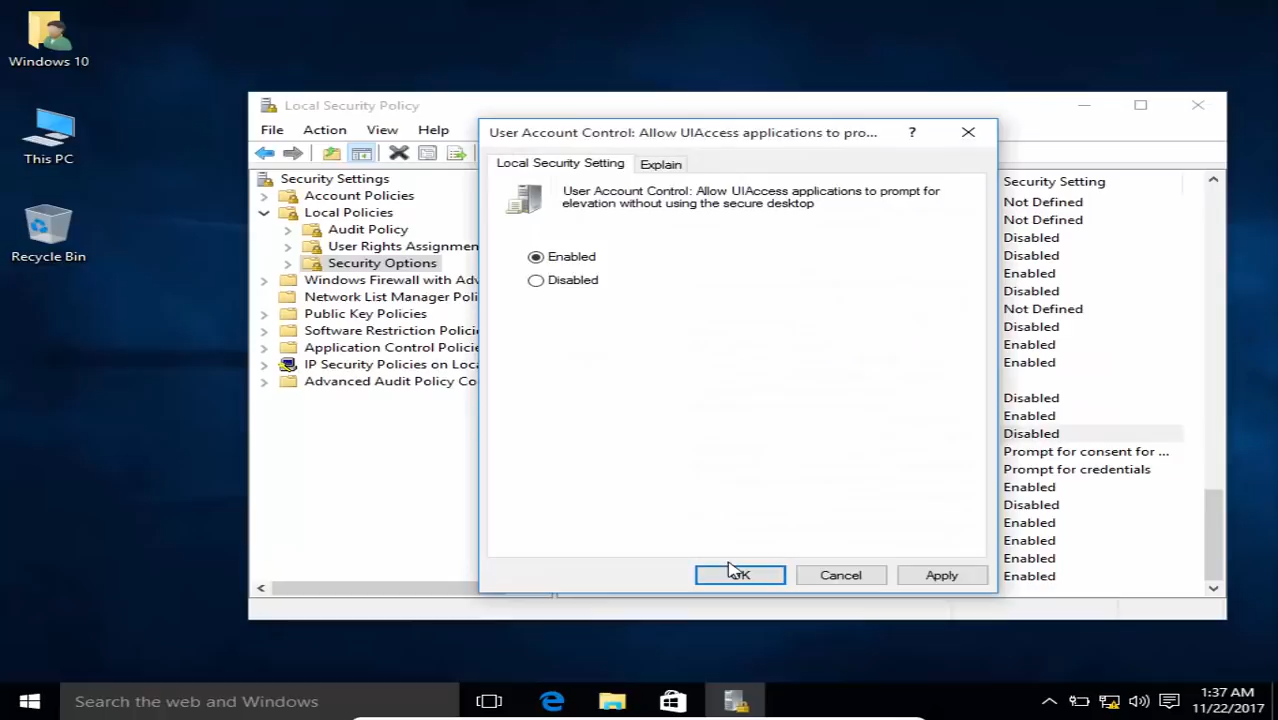 Windows 10
This PC
Recycle Bin
Local Security Policy
File Action View Help
Security Settings
Account Policies
Local Policies
Audit Policy
User Rights Assignmen
Security Options
Windows Firewall with Adv
Network List Manager Poli
Public Key Policies
Software Restriction Policie
Application Control Policie
IP Security Policies on Loca
Advanced Audit Policy Co
User Account Control: Allow UIAccess applications to pro...
?
Local Security Setting Explain
User Account Control: Allow UIAccess applications to prompt for
elevation without using the secure desktop
Enabled
Disabled
OK Cancel Apply
Security Setting
Not Defined
Not Defined
Disabled
Disabled
Enabled
Disabled
Not Defined
Disabled
Enabled
Enabled
Disabled
Enabled
Disabled
Prompt for consent for ...
Prompt for credentials
Enabled
Disabled
Enabled
Enabled
Enabled
Enabled
Search the web and Windows
1:37 AM
11/22/2017